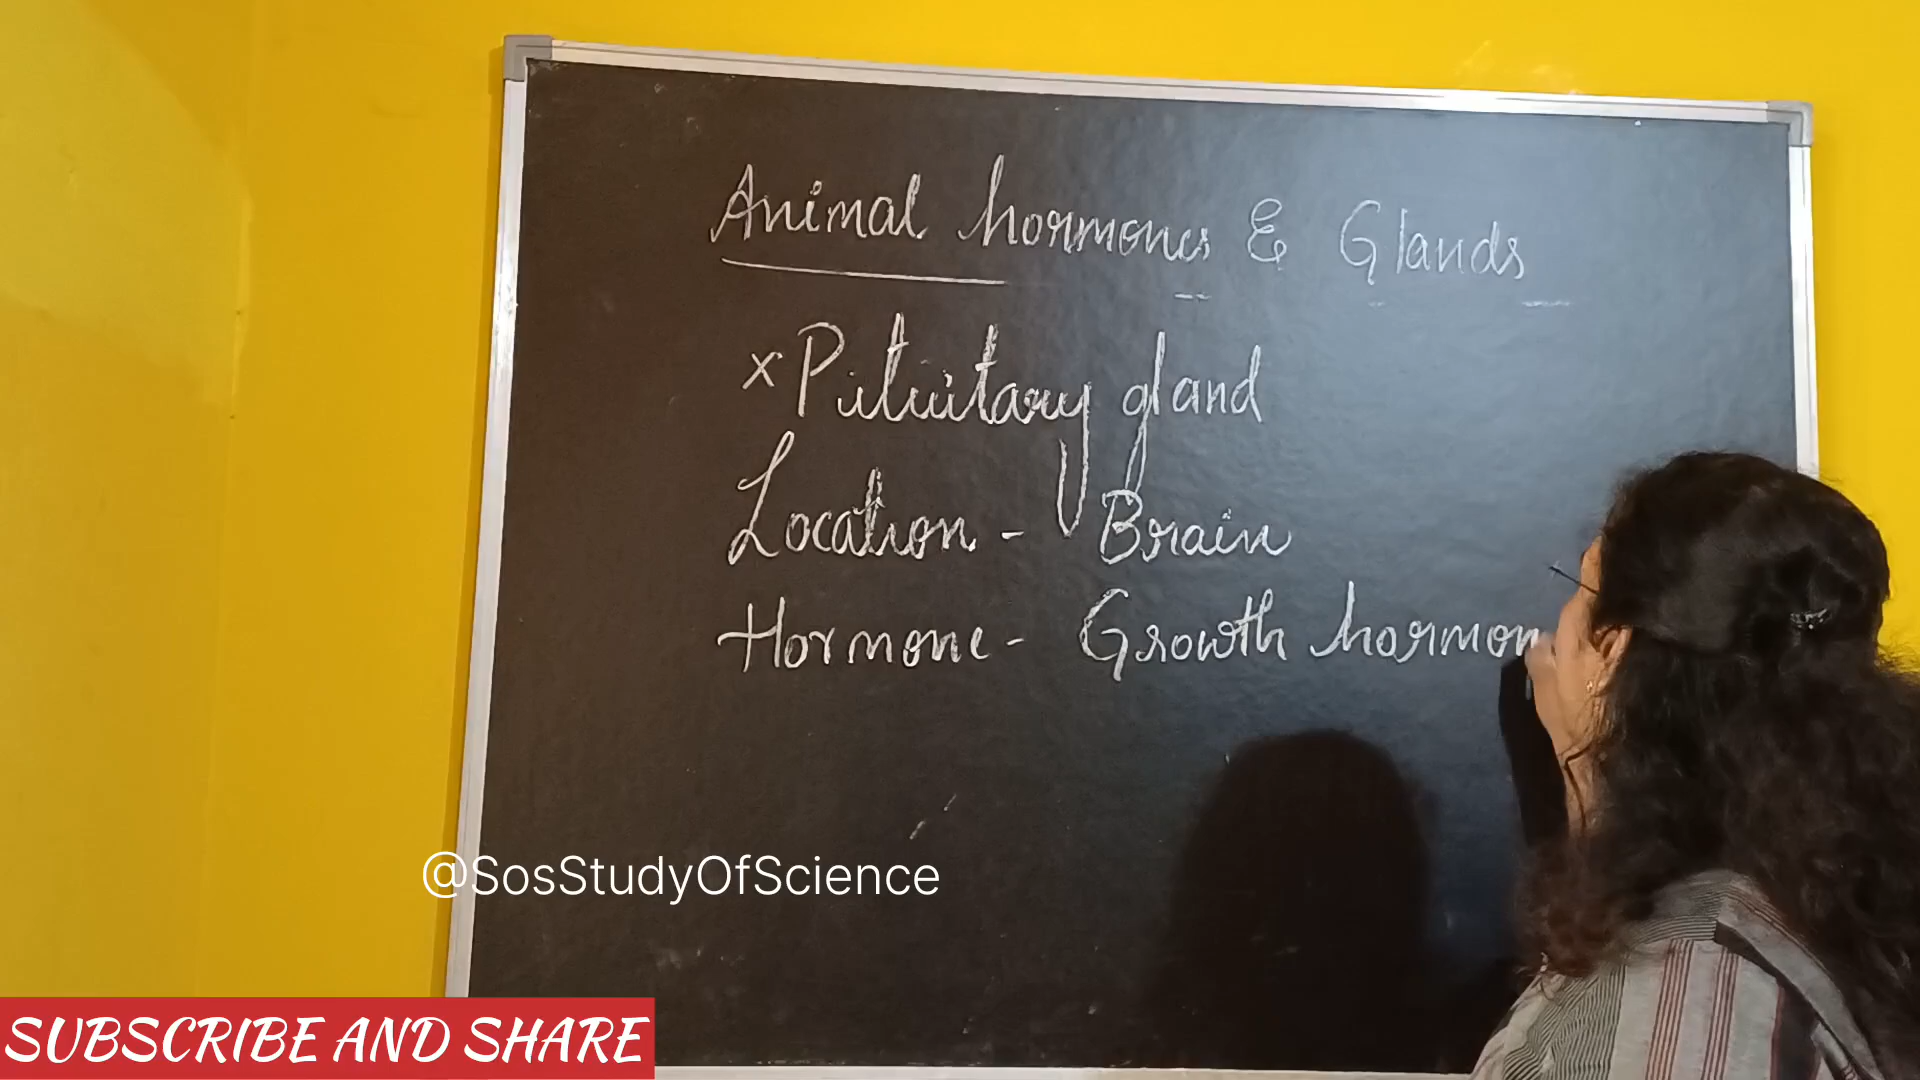 Animal hormones & Glands
x Pituitary gland
Location - Brain
Hormone - Growth hormon
@SosStudyOfScience
SUBSCRIBE AND SHARE